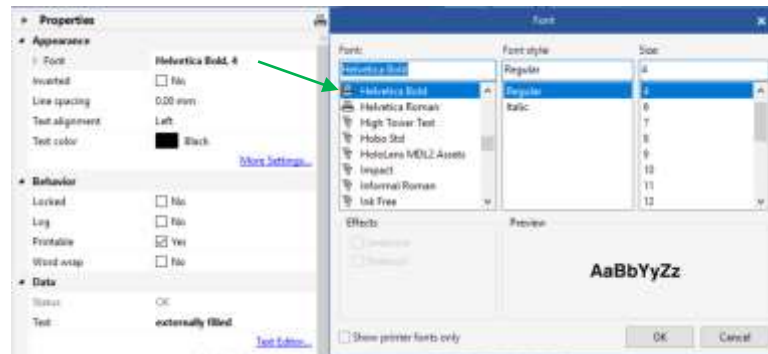 Properties
Appearance
Font Helvetica Bold, 4
Inverted No
Line spacing 0.00 mm
Text alignment Left
Text color Black
More Settings...
Behavior
Locked No
Log No
Printable Yes
Word wrap No
Data
Status OK
Text externally filled
Text Editor...
Font
Font: Font style: Size:
Helvetica Bold Regular 4
Helvetica Bold Regular 4
Helvetica Roman Italic 6
High Tower Text 7
Hobo Std 8
HoloLens MDL2 Assets 9
Impact 10
Informal Roman 11
Ink Free 12
Effects Preview
AaBbYyZz
Show printer fonts only OK Cancel